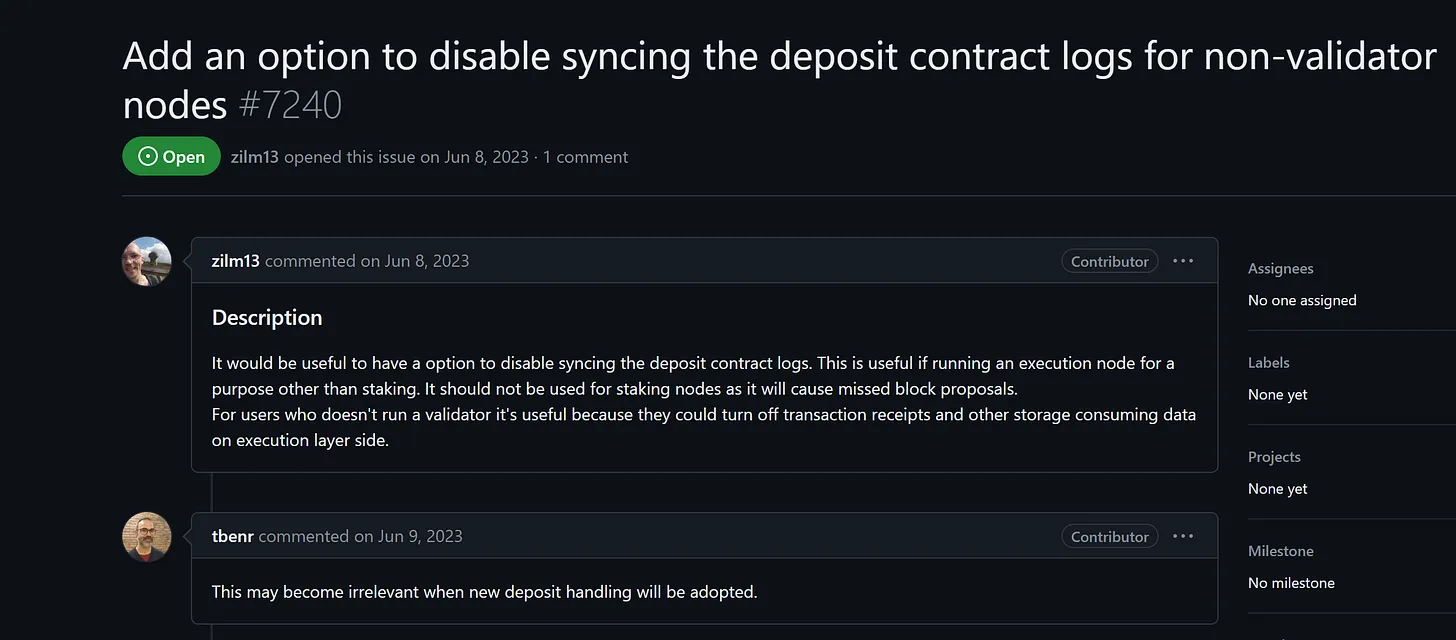 Add an option to disable syncing the deposit contract logs for non-validator
nodes #7240
Open zilm13 opened this issue on Jun 8, 2023 · 1 comment
zilm13 commented on Jun 8, 2023
Contributor
Description
It would be useful to have a option to disable syncing the deposit contract logs. This is useful if running an execution node for a
purpose other than staking. It should not be used for staking nodes as it will cause missed block proposals.
For users who doesn't run a validator it's useful because they could turn off transaction receipts and other storage consuming data
on execution layer side.
tbenr commented on Jun 9, 2023
Contributor
This may become irrelevant when new deposit handling will be adopted.
Assignees
No one assigned
Labels
None yet
Projects
None yet
Milestone
No milestone